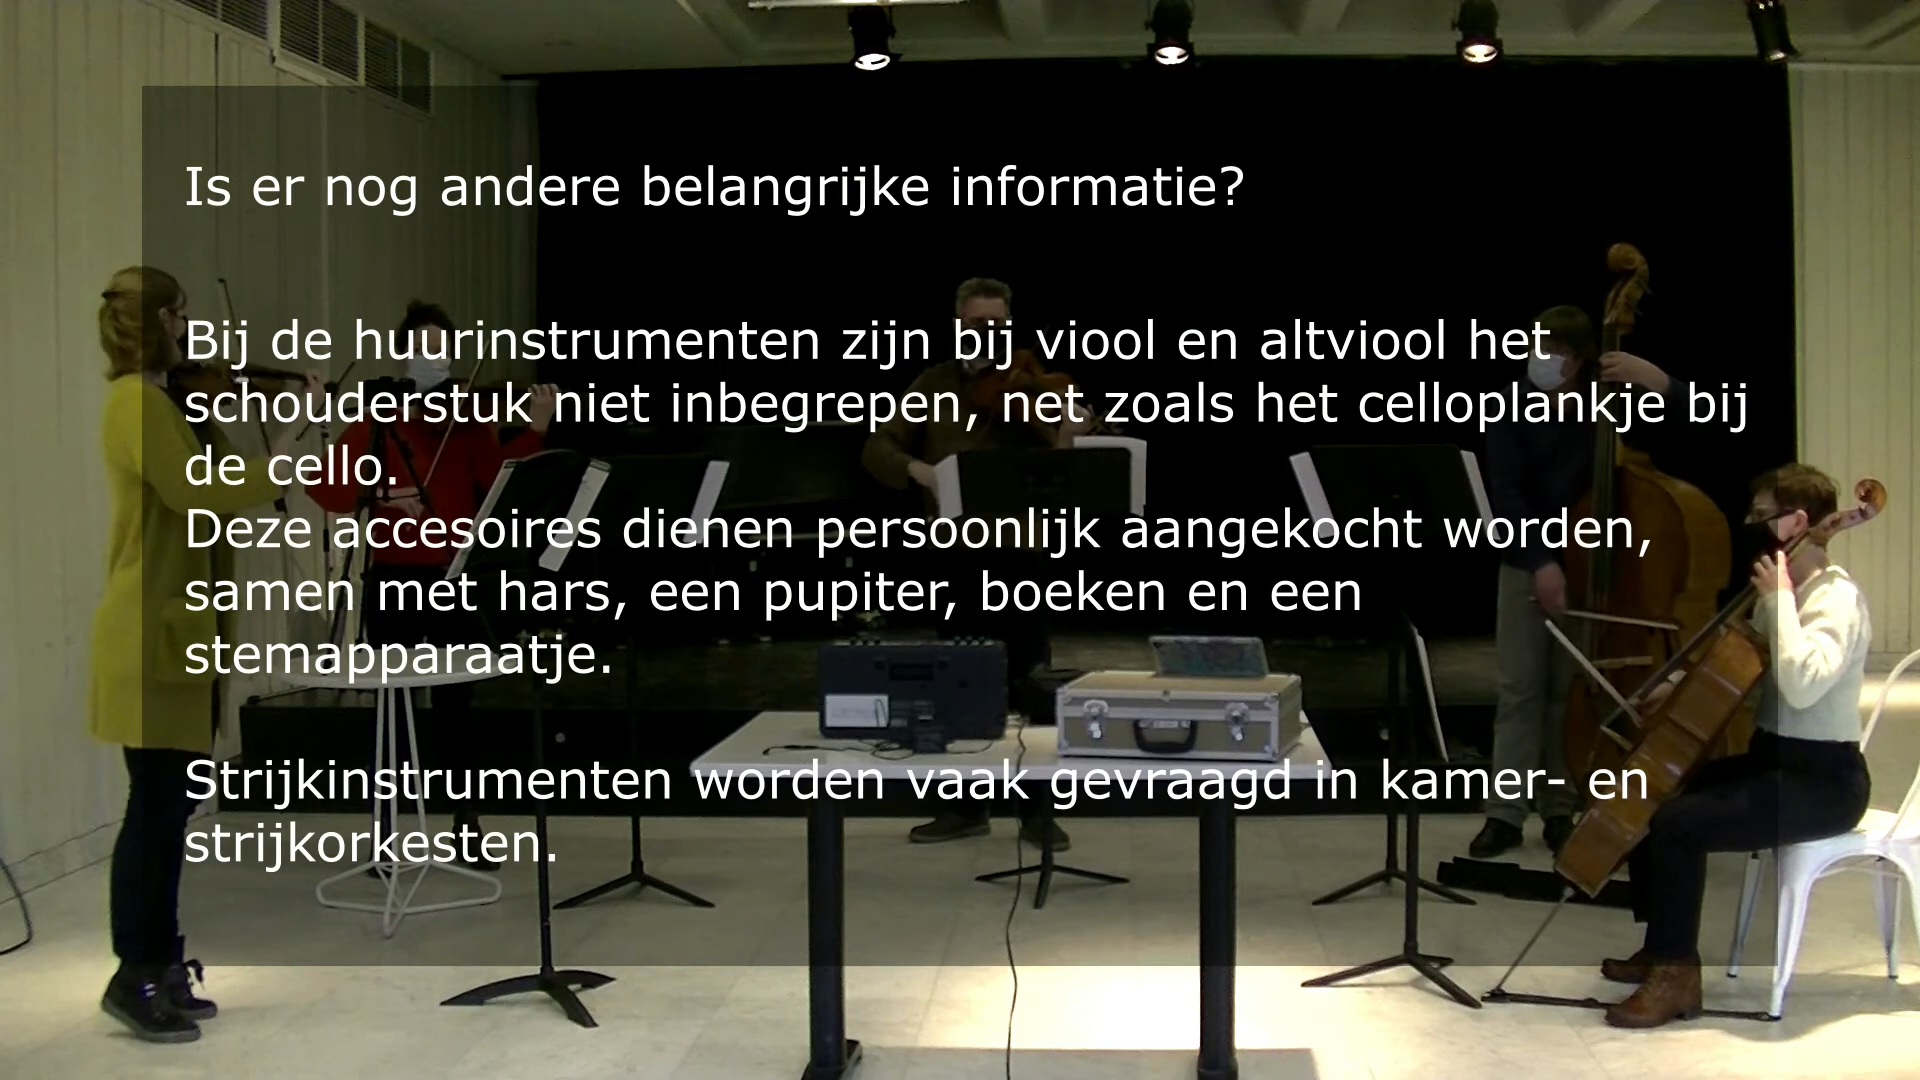 Is er nog andere belangrijke informatie?
Bij de huurinstrumenten zijn bij viool en altviool het
schouderstuk niet inbegrepen, net zoals het celloplankje bij
de cello.
Deze accesoires dienen persoonlijk aangekocht worden,
samen met hars, een pupiter, boeken en een
stemapparaatje.
Strijkinstrumenten worden vaak gevraagd in kamer- en
strijkorkesten.